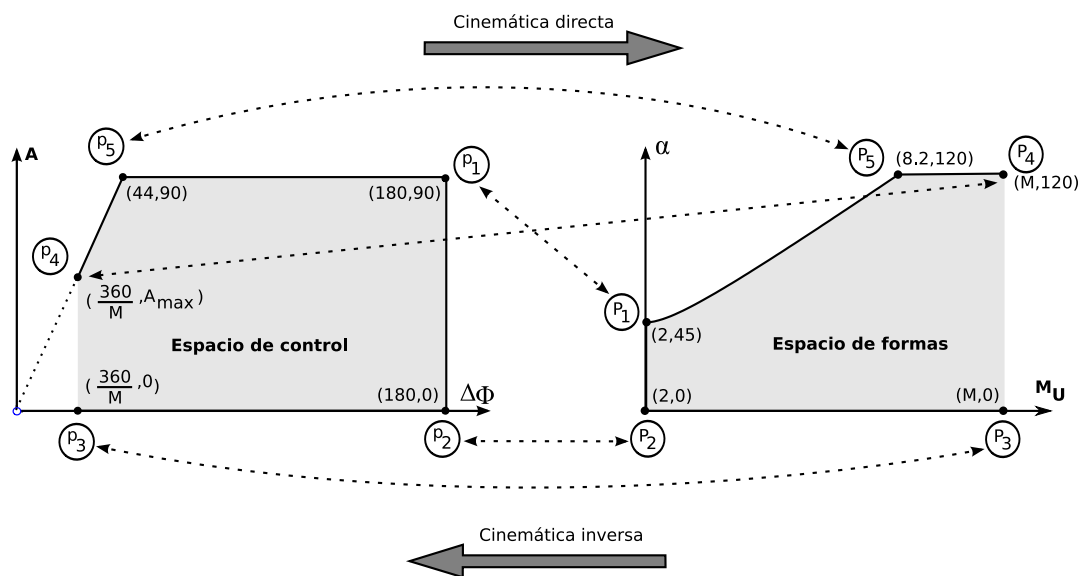 Cinemática directa
p5
A
p1
(44,90)
(180,90)
p4
(360/M ,Amax )
Espacio de control
(360/M ,0)
(180,0)
ΔΦ
p3
p2
α
P5
(8.2,120)
P4
(M,120)
P1
(2,45)
Espacio de formas
(2,0)
(M,0)
MU
P2
P3
Cinemática inversa